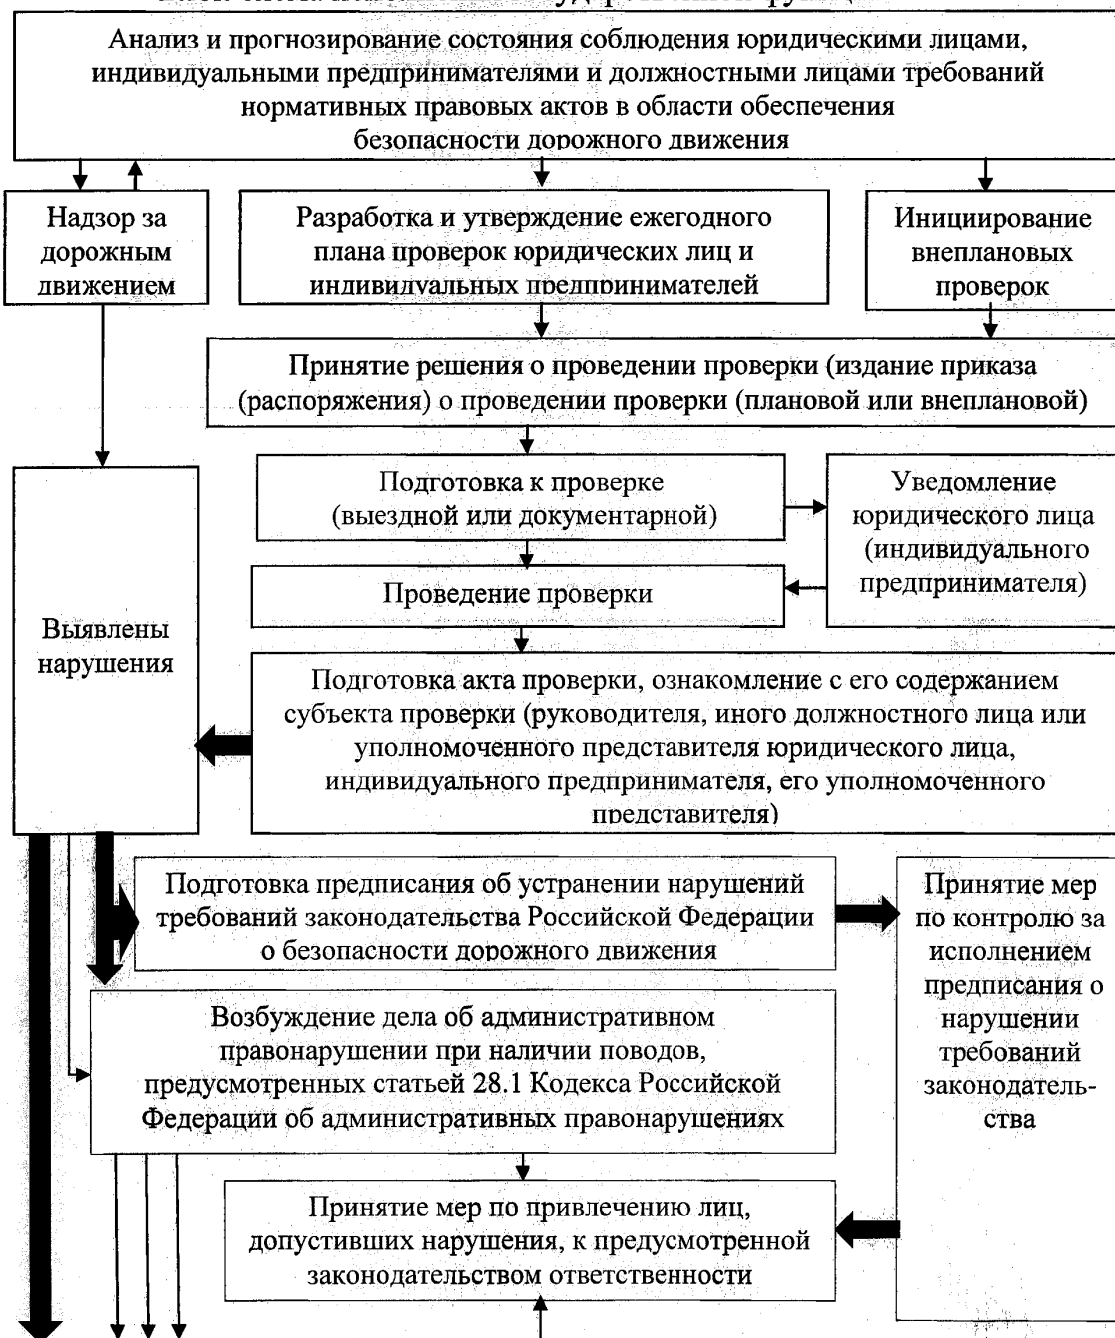 Анализ и прогнозирование состояния соблюдения юридическими лицами,
индивидуальными предпринимателями и должностными лицами требований
нормативных правовых актов в области обеспечения
безопасности дорожного движения
Надзор за
дорожным
движением
Разработка и утверждение ежегодного
плана проверок юридических лиц и
индивидуальных предпринимателей
Инициирование
внеплановых
проверок
Принятие решения о проведении проверки (издание приказа
(распоряжения) о проведении проверки (плановой или внеплановой)
Подготовка к проверке
(выездной или документарной)
Уведомление
юридического лица
(индивидуального
предпринимателя)
Проведение проверки
Выявлены
нарушения
Подготовка акта проверки, ознакомление с его содержанием
субъекта проверки (руководителя, иного должностного лица или
уполномоченного представителя юридического лица,
индивидуального предпринимателя, его уполномоченного
представителя)
Подготовка предписания об устранении нарушений
требований законодательства Российской Федерации
о безопасности дорожного движения
Принятие мер
по контролю за
исполнением
предписания о
нарушении
требований
законодатель-
ства
Возбуждение дела об административном
правонарушении при наличии поводов,
предусмотренных статьей 28.1 Кодекса Российской
Федерации об административных правонарушениях
Принятие мер по привлечению лиц,
допустивших нарушения, к предусмотренной
законодательством ответственности